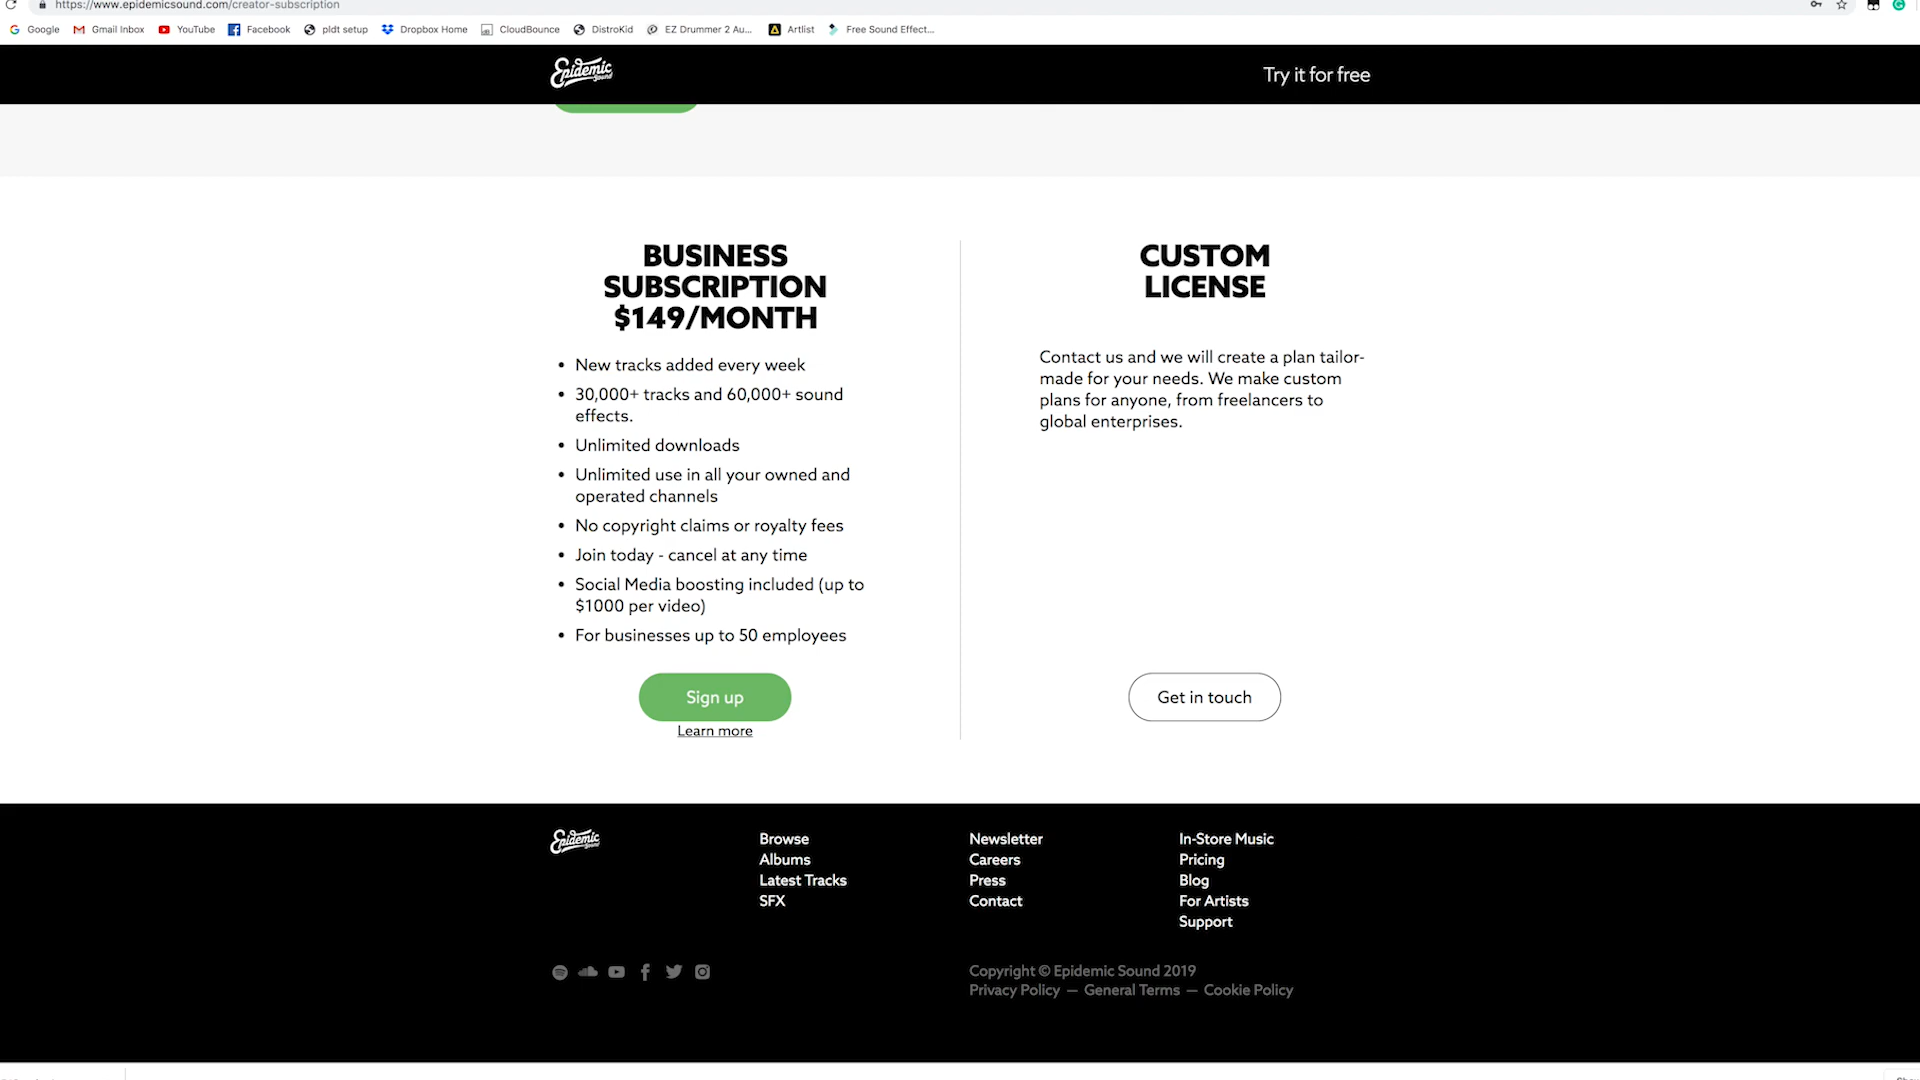 https://www.epidemicsound.com/creator-subscription
Google Gmail Inbox YouTube Facebook pldt setup Dropbox Home CloudBounce DistroKid EZ Drummer 2 Au... Artlist Free Sound Effect...
Epidemic Sound
Try it for free
BUSINESS
SUBSCRIPTION
$149/MONTH
• New tracks added every week
• 30,000+ tracks and 60,000+ sound
effects.
• Unlimited downloads
• Unlimited use in all your owned and
operated channels
• No copyright claims or royalty fees
• Join today - cancel at any time
• Social Media boosting included (up to
$1000 per video)
• For businesses up to 50 employees
Sign up
Learn more
CUSTOM
LICENSE
Contact us and we will create a plan tailor-
made for your needs. We make custom
plans for anyone, from freelancers to
global enterprises.
Get in touch
Epidemic Sound
Browse
Albums
Latest Tracks
SFX
Newsletter
Careers
Press
Contact
In-Store Music
Pricing
Blog
For Artists
Support
Copyright © Epidemic Sound 2019
Privacy Policy — General Terms — Cookie Policy